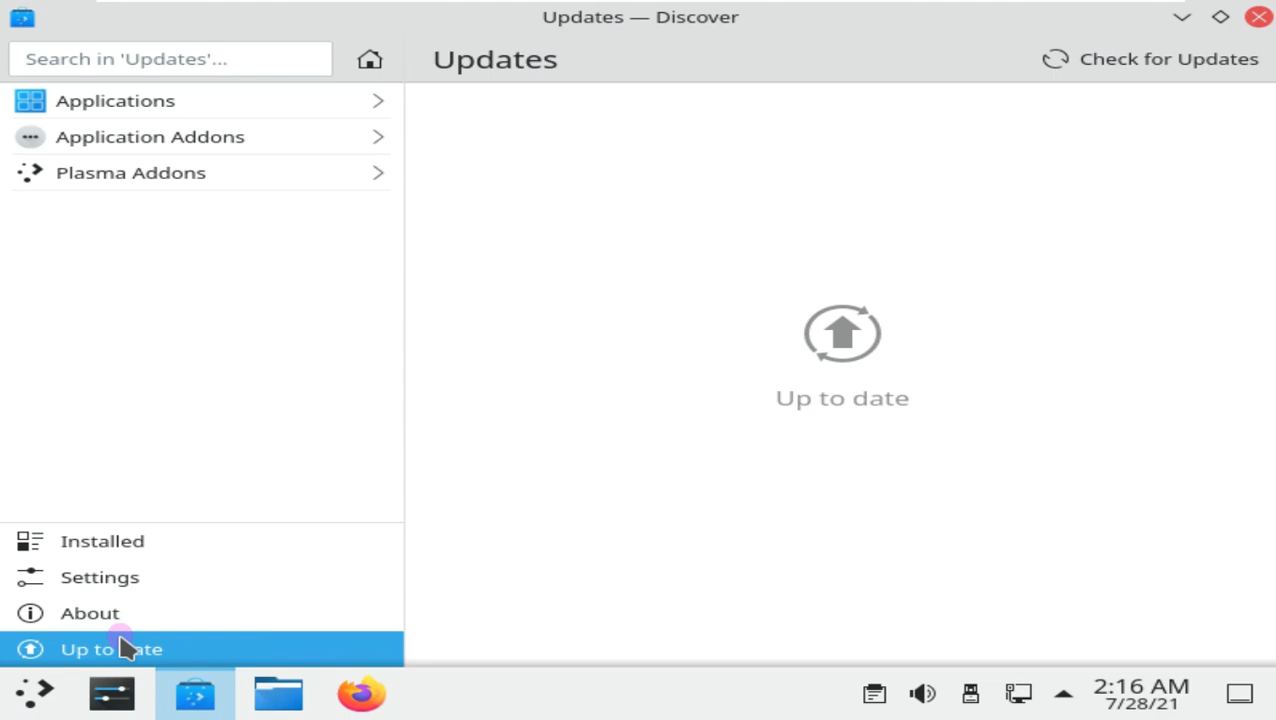 Updates — Discover
Search in 'Updates'...
Updates
Check for Updates
Applications
Application Addons
Plasma Addons
Up to date
Installed
Settings
About
Up to Date
2:16 AM
7/28/21